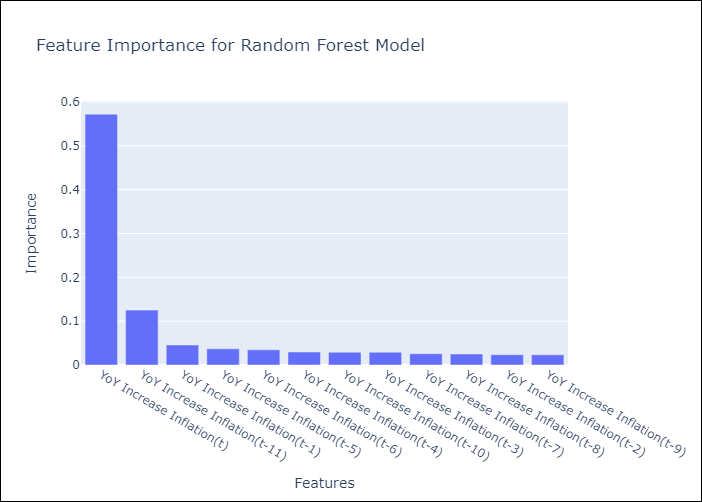 Feature Importance for Random Forest Model
0.6
0.5
0.4
0.3
0.2
0.1
0
Importance
YoY Increase Inflation(t)
YoY Increase Inflation(t-11)
YoY Increase Inflation(t-1)
YoY Increase Inflation(t-5)
YoY Increase Inflation(t-6)
YoY Increase Inflation(t-4)
YoY Increase Inflation(t-10)
YoY Increase Inflation(t-3)
YoY Increase Inflation(t-7)
YoY Increase Inflation(t-8)
YoY Increase Inflation(t-2)
YoY Increase Inflation(t-9)
Features